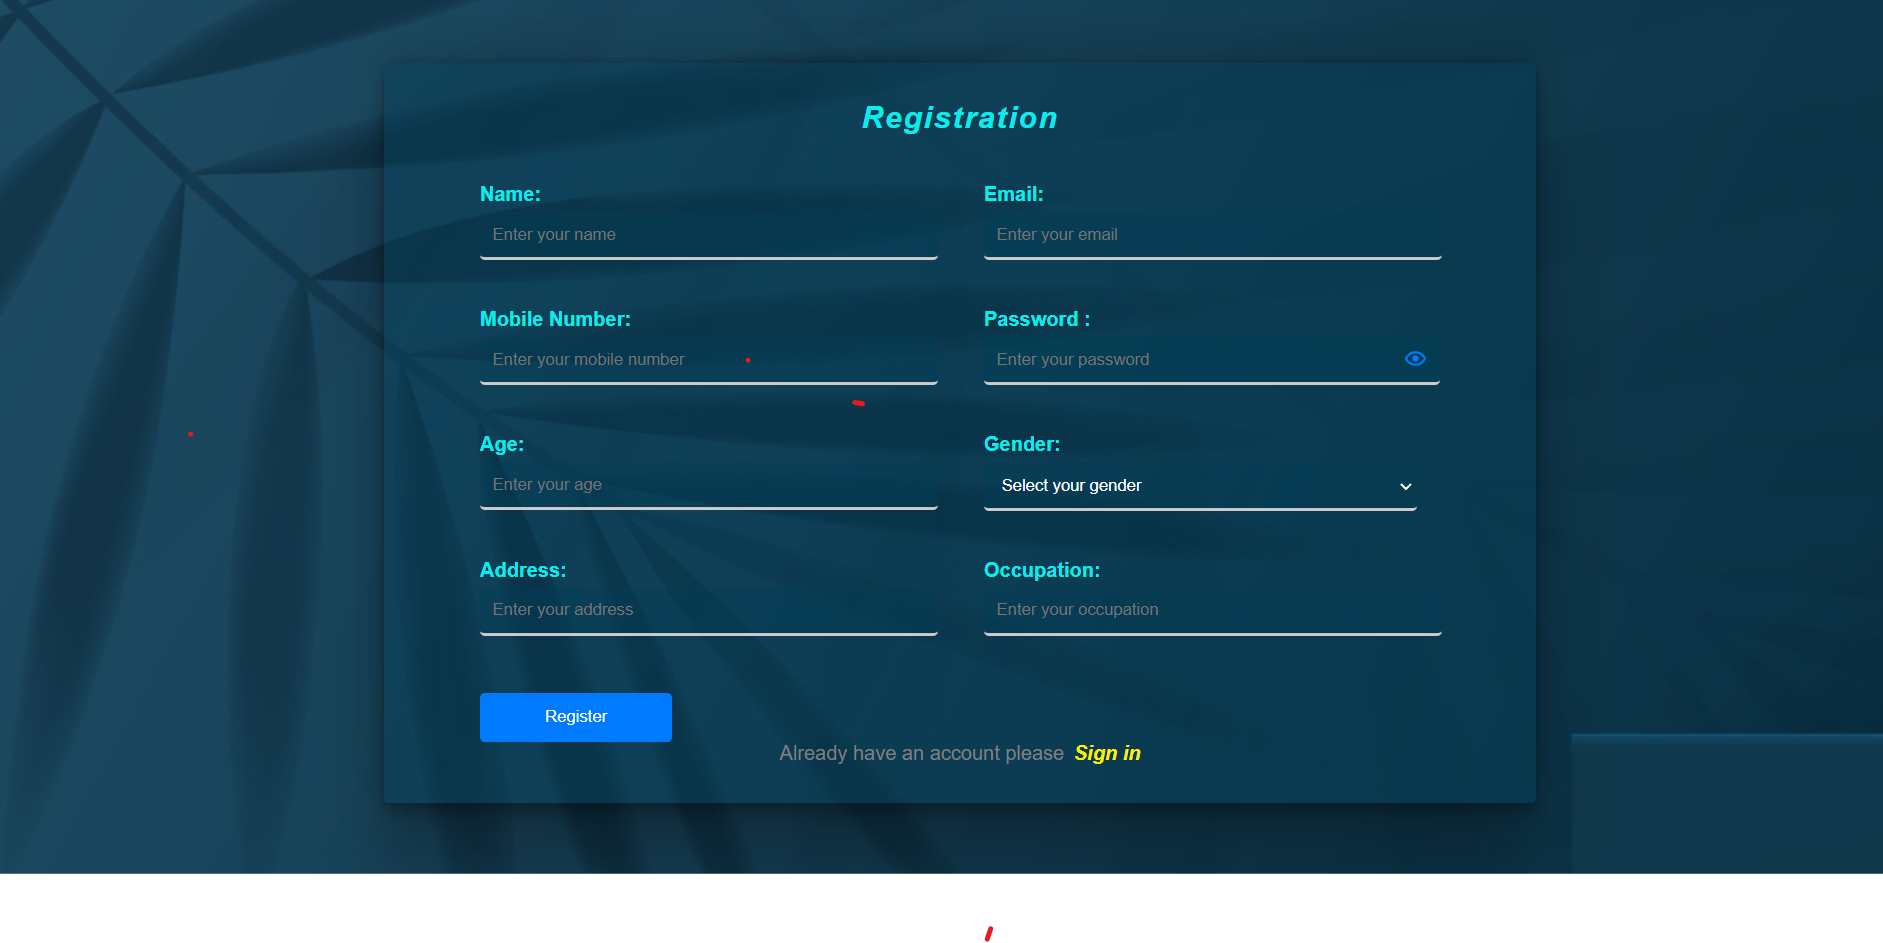 Registration
Name:
Enter your name
Email:
Enter your email
Mobile Number:
Enter your mobile number
Password :
Enter your password
Age:
Enter your age
Gender:
Select your gender
Address:
Enter your address
Occupation:
Enter your occupation
Register
Already have an account please Sign in